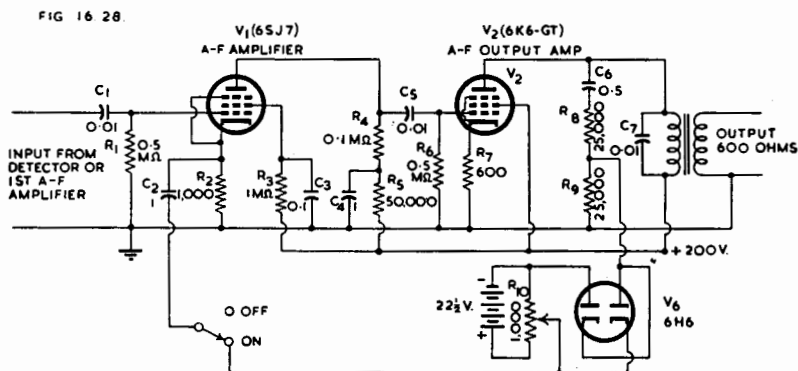 FIG 16.28.
V1 (6SJ7)
A-F AMPLIFIER
V2 (6K6-GT)
A-F OUTPUT AMP
V2
C1
0.01
R1
0.5
MΩ
INPUT FROM
DETECTOR OR
1ST A-F
AMPLIFIER
C2
1
R2
1,000
R3
1MΩ
C3
0.1
R4
0.1MΩ
C4
1
R5
50,000
C5
0.01
R6
0.5
MΩ
R7
600
C6
0.5
R8
25,000
R9
25,000
C7
0.01
OUTPUT
600 OHMS
+200V.
OFF
ON
22½V.
-
+
R10
1,000
V6
6H6